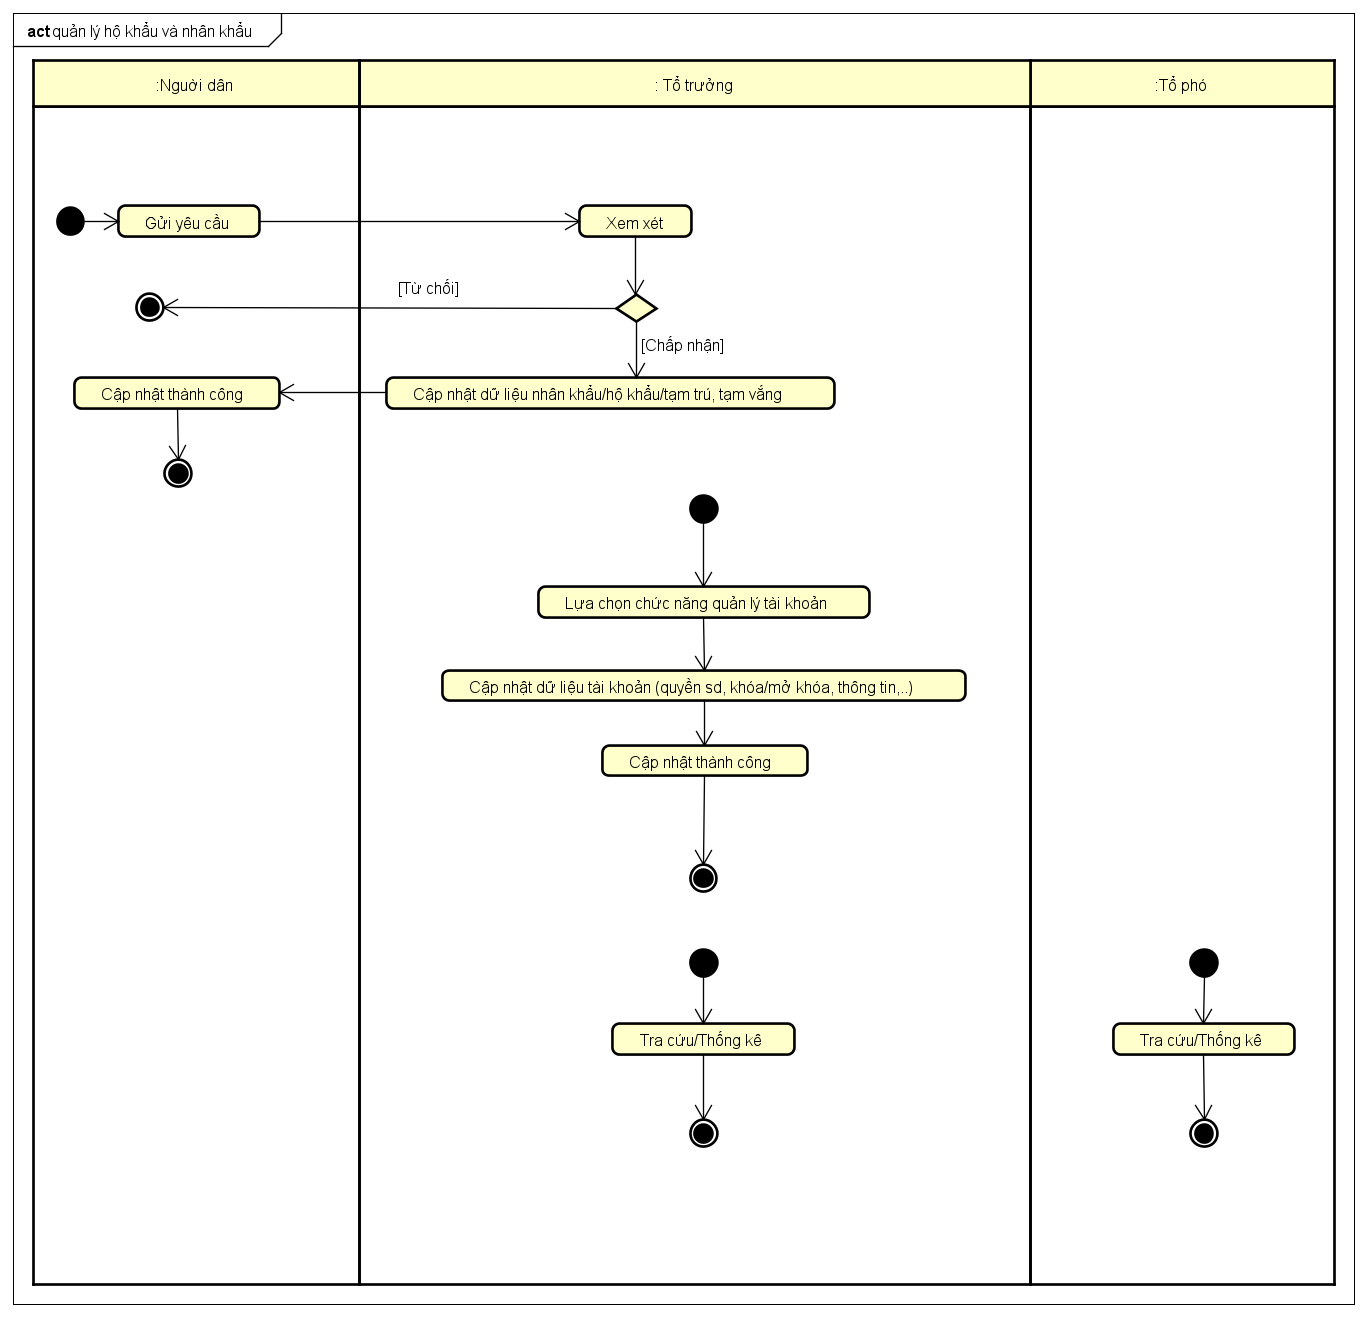 act quản lý hộ khẩu và nhân khẩu
:Người dân
: Tổ trưởng
:Tổ phó
Gửi yêu cầu
Xem xét
[Từ chối]
[Chấp nhận]
Cập nhật thành công
Cập nhật dữ liệu nhân khẩu/hộ khẩu/tạm trú, tạm vắng
Lựa chọn chức năng quản lý tài khoản
Cập nhật dữ liệu tài khoản (quyền sd, khóa/mở khóa, thông tin,..)
Cập nhật thành công
Tra cứu/Thống kê
Tra cứu/Thống kê